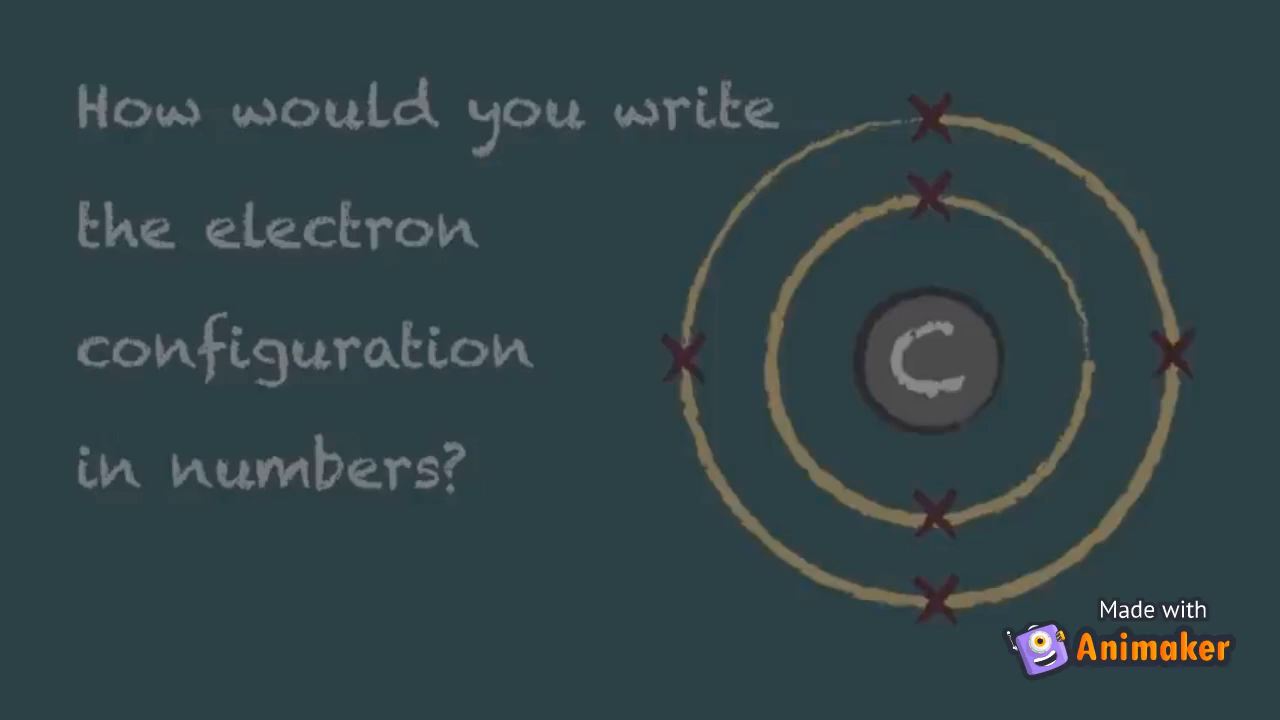 How would you write
the electron
configuration
in numbers?
C
Made with
Animaker